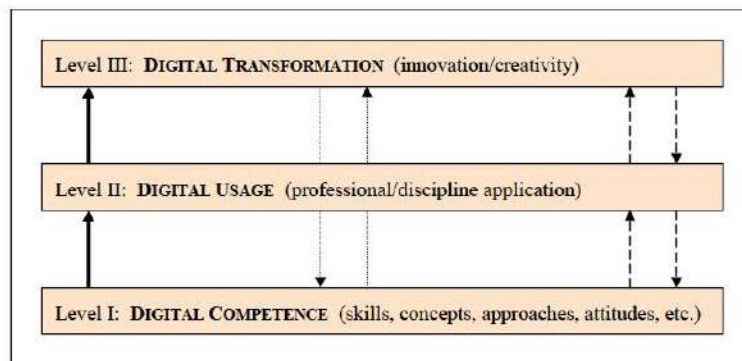 Level III: DIGITAL TRANSFORMATION (innovation/creativity)
Level II: DIGITAL USAGE (professional/discipline application)
Level I: DIGITAL COMPETENCE (skills, concepts, approaches, attitudes, etc.)